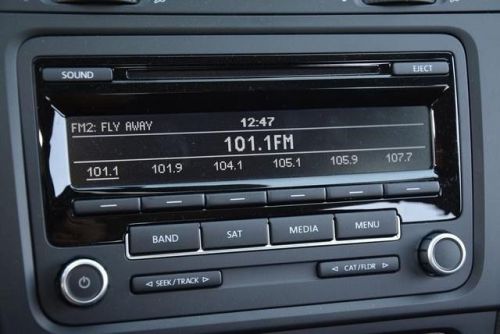 SOUND
EJECT
FM2: FLY AWAY 12:47
101.1FM
101.1 101.9 104.1 105.1 105.9 107.7
BAND SAT MEDIA MENU
SEEK/TRACK CAT/FLDR